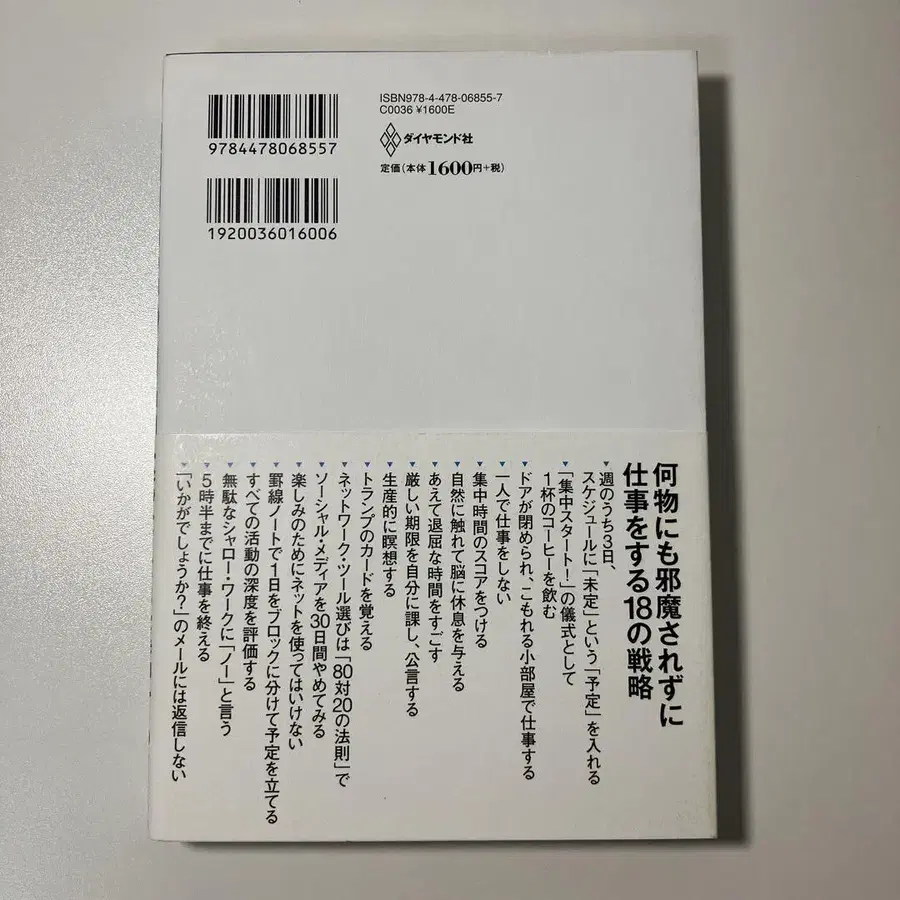 ISBN978-4-478-06855-7
C0036 ¥1600E
ダイヤモンド社
定価(本体1600円+税)
9784478068557
1920036016006
何物にも邪魔されずに
仕事をする18の戦略
週のうち3日、
スケジュールに「未定」という「予定」を入れる
「集中スタート!」の儀式として
1杯のコーヒーを飲む
ドアが閉められ、こもれる小部屋で仕事する
一人で仕事をしない
集中時間のスコアをつける
自然に触れて脳に休息を与える
あえて退屈な時間をすごす
厳しい期限を自分に課し、公言する
生産的に瞑想する
トランプのカードを覚える
ネットワーク・ツール選びは「80対20の法則」で
ソーシャル・メディアを30日間やめてみる
楽しみのためにネットを使ってはいけない
罫線ノートで1日をブロックに分けて予定を立てる
すべての活動の深度を評価する
無駄なシャロー・ワークに「ノー」と言う
5時半までに仕事を終える
「いかがでしょうか?」のメールには返信しない